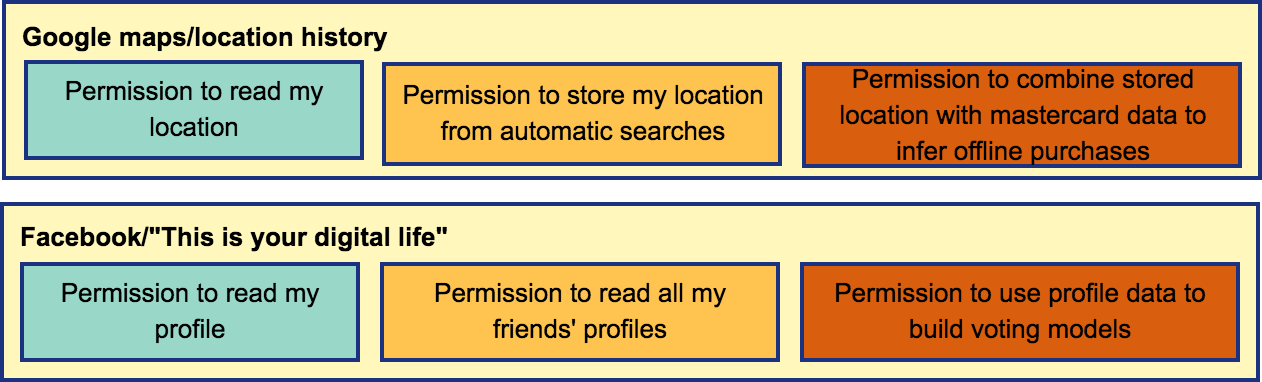 Google maps/location history
Permission to read my
location
Permission to store my location
from automatic searches
Permission to combine stored
location with mastercard data to
infer offline purchases
Facebook/"This is your digital life"
Permission to read my
profile
Permission to read all my
friends' profiles
Permission to use profile data to
build voting models